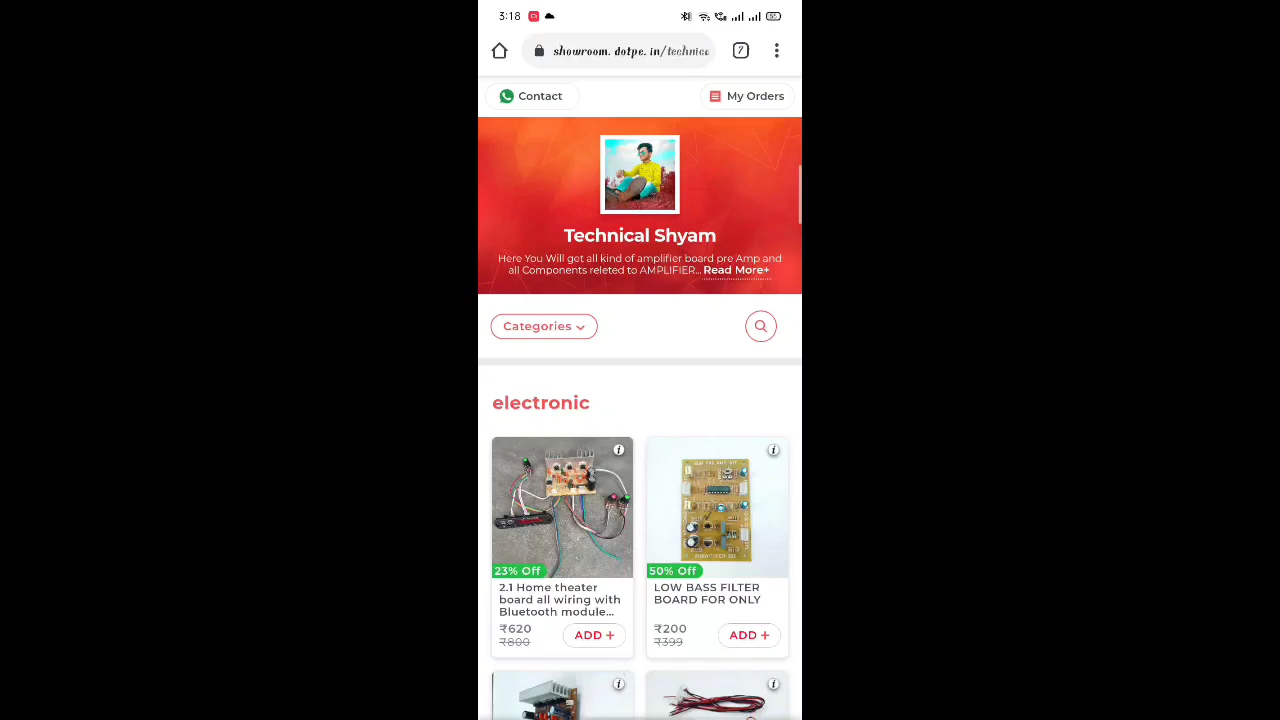 3:18
55
showroom. dotpe. in/technica
7
Contact
My Orders
Technical Shyam
Here You Will get all kind of amplifier board pre Amp and
all Components releted to AMPLIFIER... Read More+
Categories
electronic
23% Off
50% Off
2.1 Home theater
board all wiring with
Bluetooth module...
LOW BASS FILTER
BOARD FOR ONLY
₹620
₹800
ADD +
₹200
₹399
ADD +